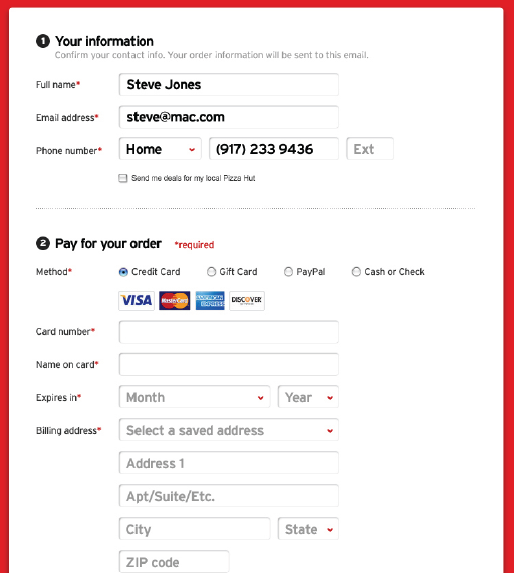 1 Your information
Confirm your contact info. Your order information will be sent to this email.
Full name* Steve Jones
Email address* steve@mac.com
Phone number* Home (917) 233 9436 Ext
Send me deals for my local Pizza Hut
2 Pay for your order *required
Method* Credit Card Gift Card PayPal Cash or Check
VISA MasterCard AMERICAN EXPRESS DISCOVER
Card number*
Name on card*
Expires in* Month Year
Billing address* Select a saved address
Address 1
Apt/Suite/Etc.
City State
ZIP code